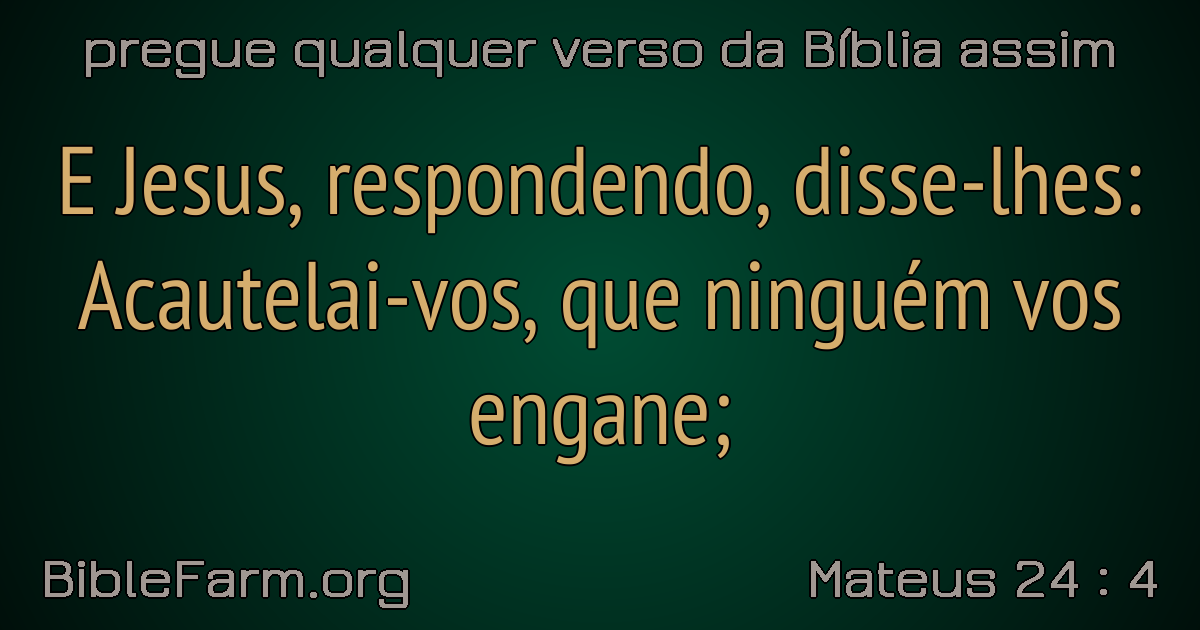 pregue qualquer verso da Bíblia assim
E Jesus, respondendo, disse-lhes:
Acautelai-vos, que ninguém vos
engane;
BibleFarm.org
Mateus 24 : 4